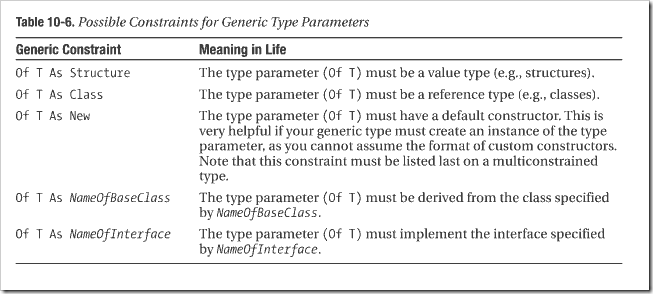 Table 10-6. Possible Constraints for Generic Type Parameters
Generic Constraint Meaning in Life
Of T As Structure The type parameter (Of T) must be a value type (e.g., structures).
Of T As Class The type parameter (Of T) must be a reference type (e.g., classes).
Of T As New The type parameter (Of T) must have a default constructor. This is
very helpful if your generic type must create an instance of the type
parameter, as you cannot assume the format of custom constructors.
Note that this constraint must be listed last on a multiconstrained
type.
Of T As NameOfBaseClass The type parameter (Of T) must be derived from the class specified
by NameOfBaseClass.
Of T As NameOfInterface The type parameter (Of T) must implement the interface specified
by NameOfInterface.